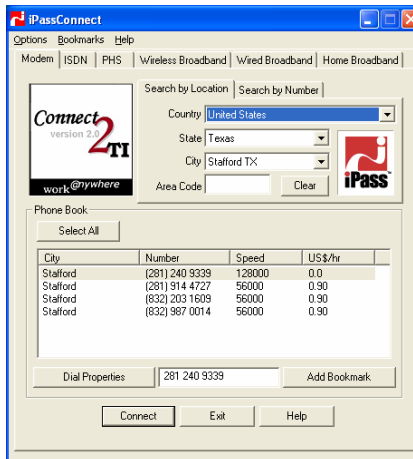 iPassConnect
Options Bookmarks Help
Modem ISDN PHS Wireless Broadband Wired Broadband Home Broadband
Search by Location Search by Number
Connect
version 2.0
2
TI
work@nywhere
Country United States
State Texas
City Stafford TX
Area Code Clear
iPass
Phone Book
Select All
City Number Speed US$/hr
Stafford (281) 240 9339 128000 0.0
Stafford (281) 914 4727 56000 0.90
Stafford (832) 203 1609 56000 0.90
Stafford (832) 987 0014 56000 0.90
Dial Properties 281 240 9339 Add Bookmark
Connect Exit Help